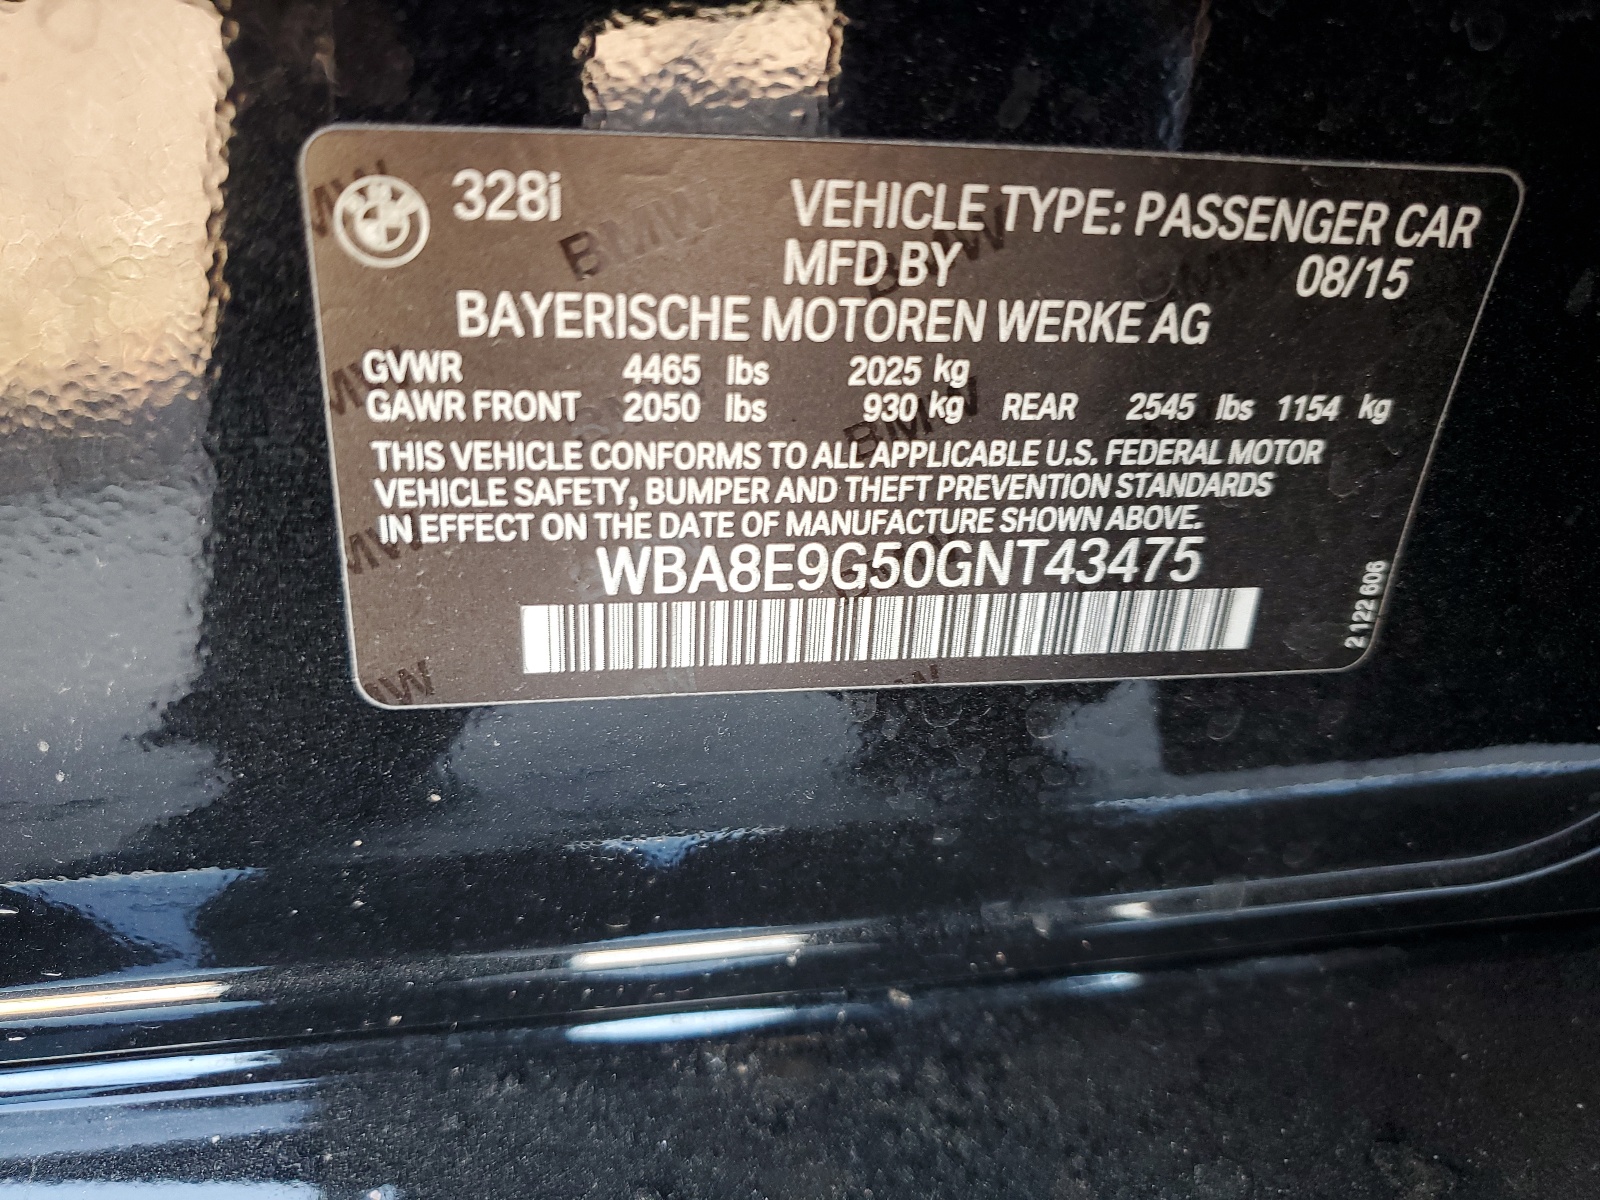 328i VEHICLE TYPE: PASSENGER CAR
MFD BY 08/15
BAYERISCHE MOTOREN WERKE AG
GVWR 4465 lbs 2025 kg
GAWR FRONT 2050 lbs 930 kg REAR 2545 lbs 1154 kg
THIS VEHICLE CONFORMS TO ALL APPLICABLE U.S. FEDERAL MOTOR
VEHICLE SAFETY, BUMPER AND THEFT PREVENTION STANDARDS
IN EFFECT ON THE DATE OF MANUFACTURE SHOWN ABOVE.
WBA8E9G50GNT43475
2 122 606